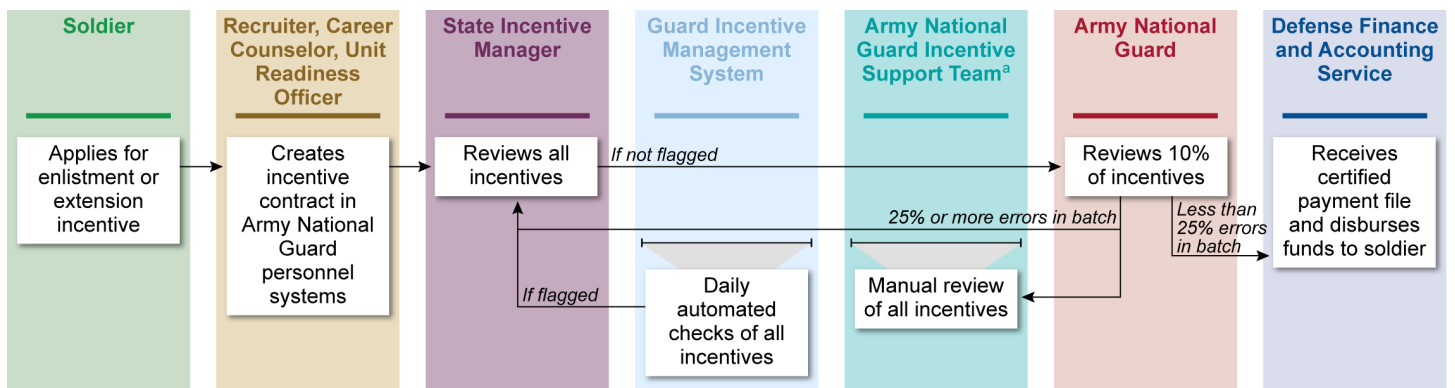 Soldier
Recruiter, Career
Counselor, Unit
Readiness
Officer
State Incentive
Manager
Guard Incentive
Management
System
Army National
Guard Incentive
Support Teamᵃ
Army National
Guard
Defense Finance
and Accounting
Service
Applies for
enlistment or
extension
incentive
Creates
incentive
contract in
Army National
Guard
personnel
systems
Reviews all
incentives
If not flagged
Reviews 10%
of incentives
Receives
certified
payment file
and disburses
funds to soldier
25% or more errors in batch
Less than
25% errors
in batch
If flagged
Daily
automated
checks of all
incentives
Manual review
of all incentives